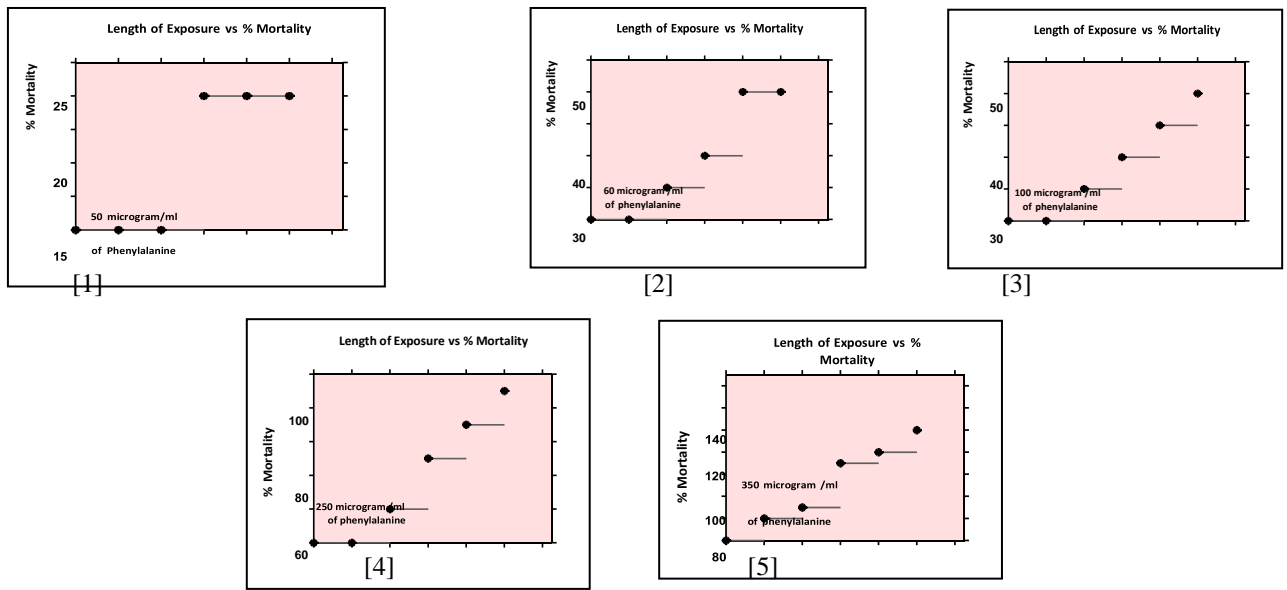 Length of Exposure vs % Mortality
% Mortality
25
20
15
50 microgram/ml
of Phenylalanine
[1]
Length of Exposure vs % Mortality
% Mortality
50
40
30
60 microgram/ml
of phenylalanine
[2]
Length of Exposure vs % Mortality
% Mortality
50
40
30
100 microgram/ml
of phenylalanine
[3]
Length of Exposure vs % Mortality
% Mortality
100
80
60
250 microgram/ml
of phenylalanine
[4]
Length of Exposure vs %
Mortality
% Mortality
140
120
100
80
350 microgram /ml
of phenylalanine
[5]